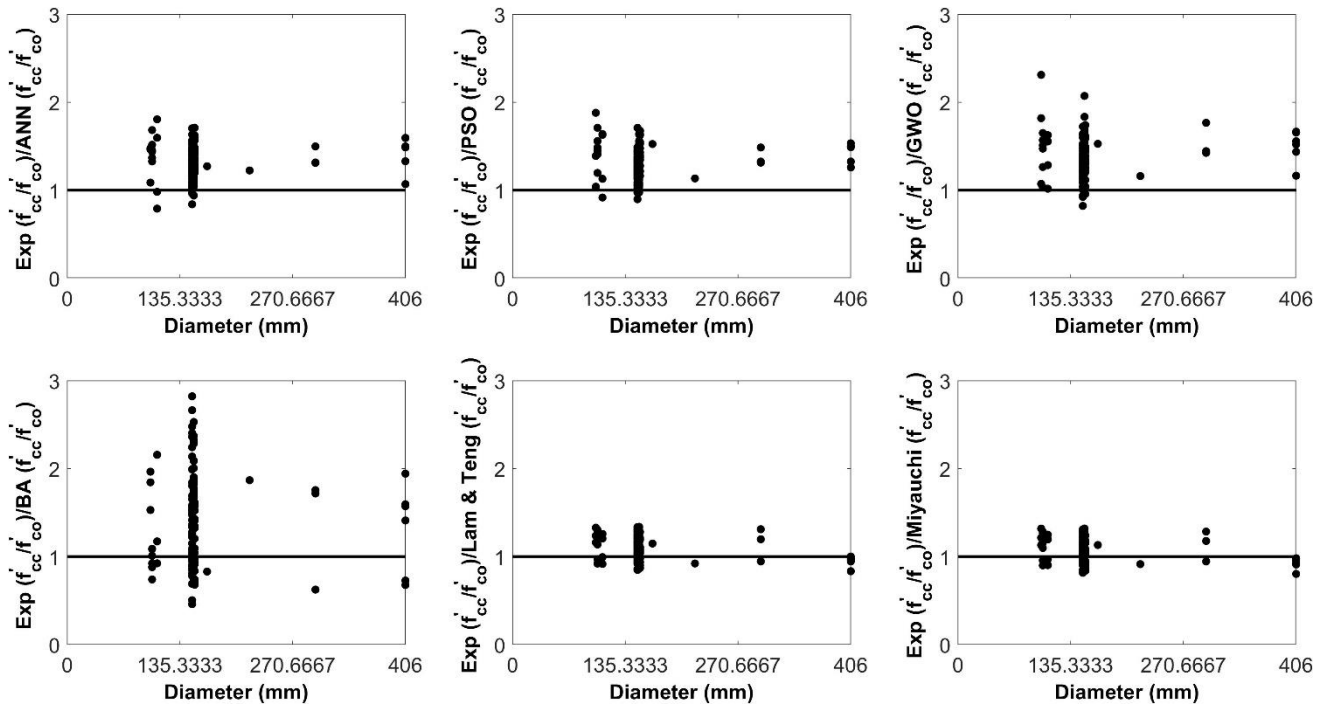 3
2
1
0
Exp (f'cc/f'co)/ANN (f'cc/f'co)
0 135.3333 270.6667 406
Diameter (mm)
3
2
1
0
Exp (f'cc/f'co)/PSO (f'cc/f'co)
0 135.3333 270.6667 406
Diameter (mm)
3
2
1
0
Exp (f'cc/f'co)/GWO (f'cc/f'co)
0 135.3333 270.6667 406
Diameter (mm)
3
2
1
0
Exp (f'cc/f'co)/BA (f'cc/f'co)
0 135.3333 270.6667 406
Diameter (mm)
3
2
1
0
Exp (f'cc/f'co)/Lam & Teng (f'cc/f'co)
0 135.3333 270.6667 406
Diameter (mm)
3
2
1
0
Exp (f'cc/f'co)/Miyauchi (f'cc/f'co)
0 135.3333 270.6667 406
Diameter (mm)